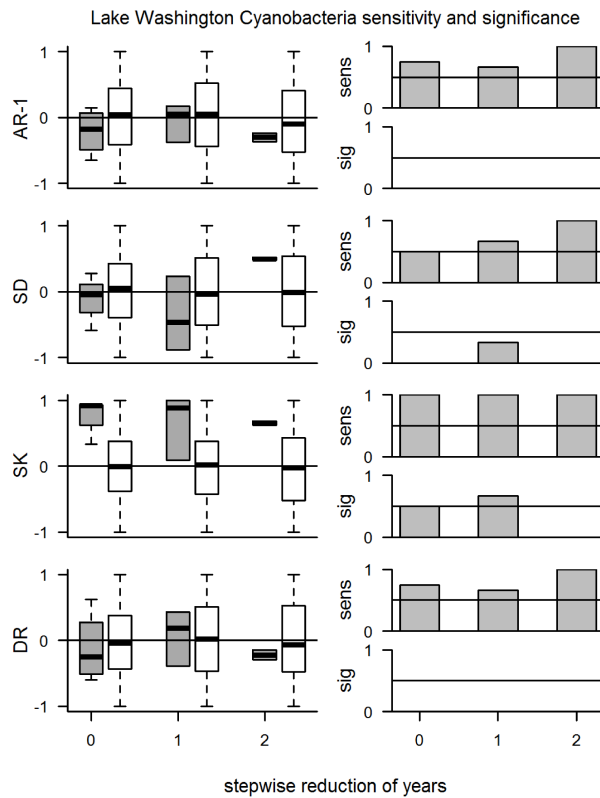 Lake Washington Cyanobacteria sensitivity and significance
AR-1
1
0
-1
sens
1
0
sig
1
0
SD
1
0
-1
sens
1
0
sig
1
0
SK
1
0
-1
sens
1
0
sig
1
0
DR
1
0
-1
sens
1
0
sig
1
0
0 1 2
0 1 2
stepwise reduction of years